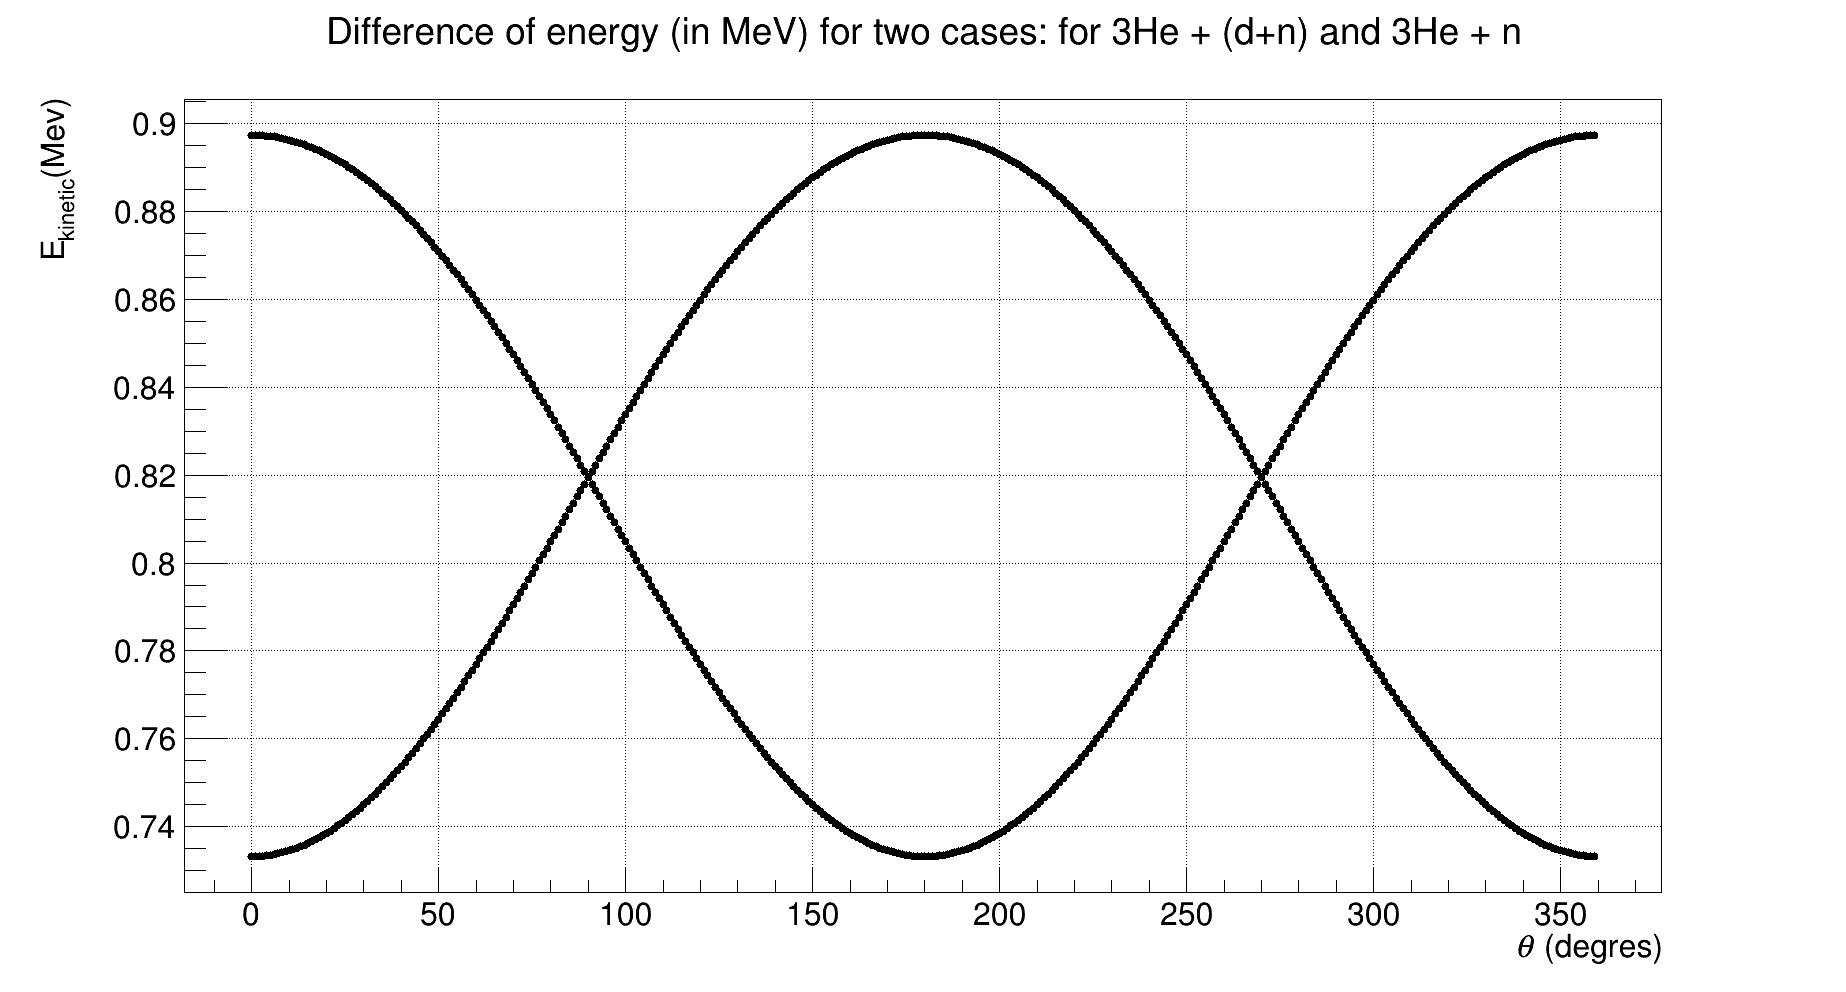 Difference of energy (in MeV) for two cases: for 3He + (d+n) and 3He + n
Ekinetic(Mev)
0.9
0.88
0.86
0.84
0.82
0.8
0.78
0.76
0.74
0 50 100 150 200 250 300 350
θ (degres)